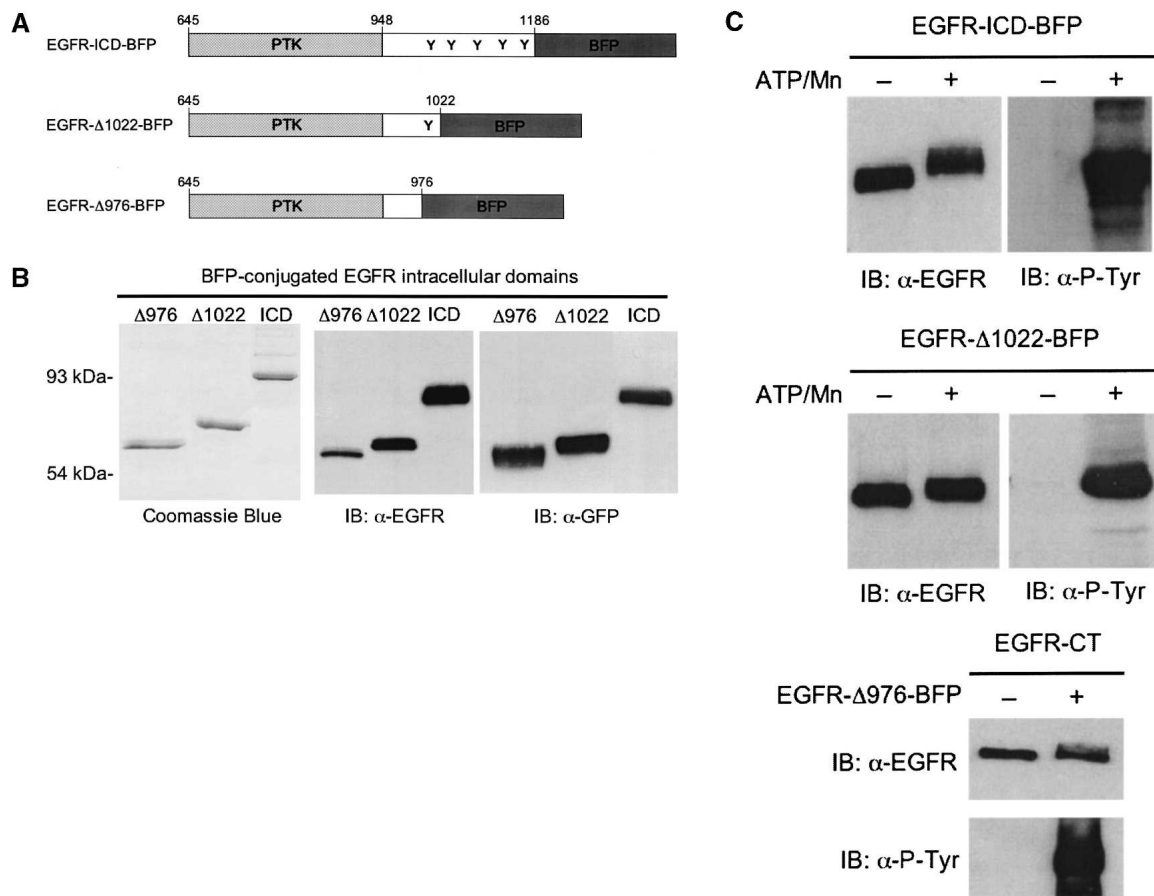 A
645 948 1186
EGFR-ICD-BFP PTK Y Y Y Y Y BFP
645 1022
EGFR-Δ1022-BFP PTK Y BFP
645 976
EGFR-Δ976-BFP PTK BFP
B
BFP-conjugated EGFR intracellular domains
Δ976 Δ1022 ICD Δ976 Δ1022 ICD Δ976 Δ1022 ICD
93 kDa-
54 kDa-
Coomassie Blue IB: α-EGFR IB: α-GFP
C
EGFR-ICD-BFP
ATP/Mn – + – +
IB: α-EGFR IB: α-P-Tyr
EGFR-Δ1022-BFP
ATP/Mn – + – +
IB: α-EGFR IB: α-P-Tyr
EGFR-CT
EGFR-Δ976-BFP – +
IB: α-EGFR
IB: α-P-Tyr